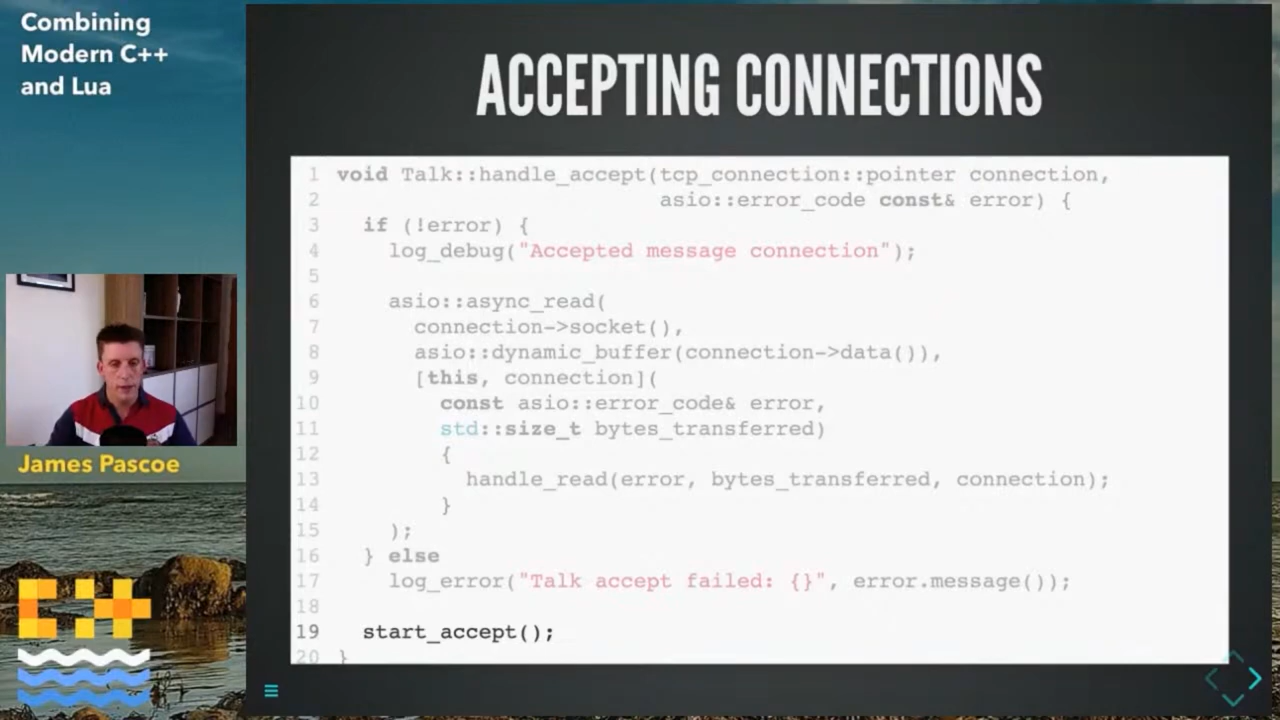 Combining
Modern C++
and Lua
James Pascoe
ACCEPTING CONNECTIONS
1 void Talk::handle_accept(tcp_connection::pointer connection,
2 asio::error_code const& error) {
3 if (!error) {
4 log_debug("Accepted message connection");
5
6 asio::async_read(
7 connection->socket(),
8 asio::dynamic_buffer(connection->data()),
9 [this, connection](
10 const asio::error_code& error,
11 std::size_t bytes_transferred)
12 {
13 handle_read(error, bytes_transferred, connection);
14 }
15 );
16 } else
17 log_error("Talk accept failed: {}", error.message());
18
19 start_accept();
20 }